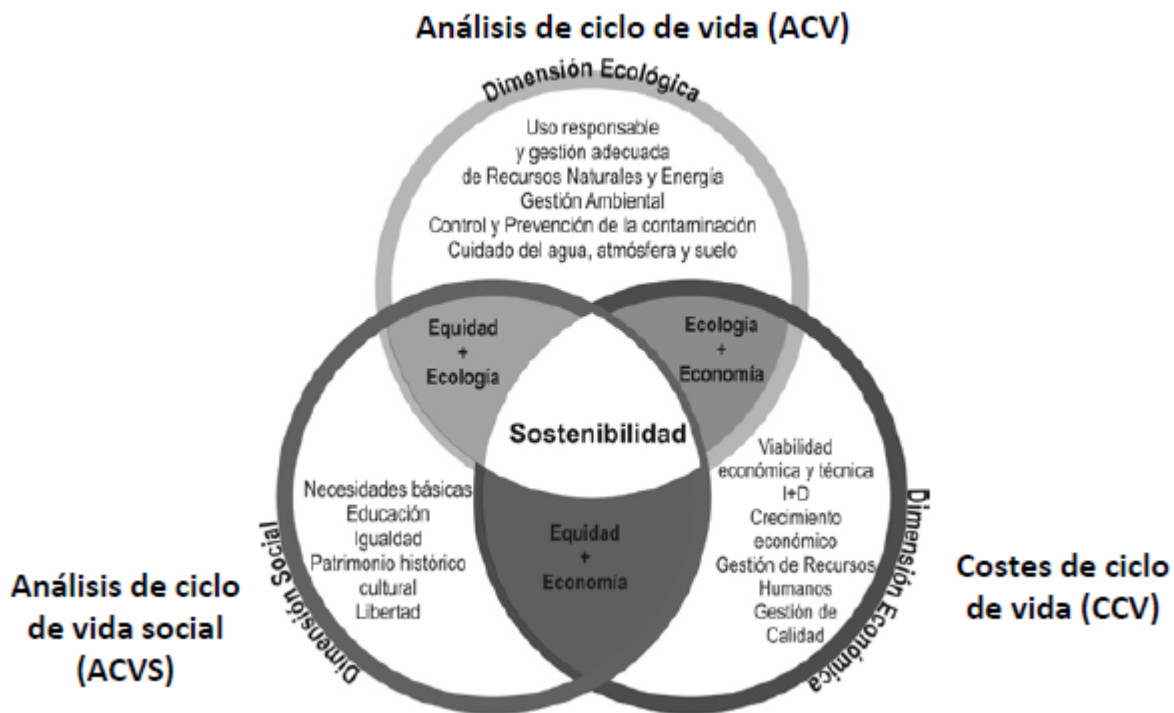 Análisis de ciclo de vida (ACV)
Dimensión Ecológica
Uso responsable
y gestión adecuada
de Recursos Naturales y Energía
Gestión Ambiental
Control y Prevención de la contaminación
Cuidado del agua, atmósfera y suelo
Equidad
+
Ecología
Ecología
+
Economía
Sostenibilidad
Necesidades básicas
Educación
Igualdad
Patrimonio histórico
cultural
Libertad
Dimensión Social
Equidad
+
Economía
Viabilidad
económica y técnica
I+D
Crecimiento
económico
Gestión de Recursos
Humanos
Gestión de
Calidad
Dimensión Económica
Análisis de ciclo
de vida social
(ACVS)
Costes de ciclo
de vida (CCV)